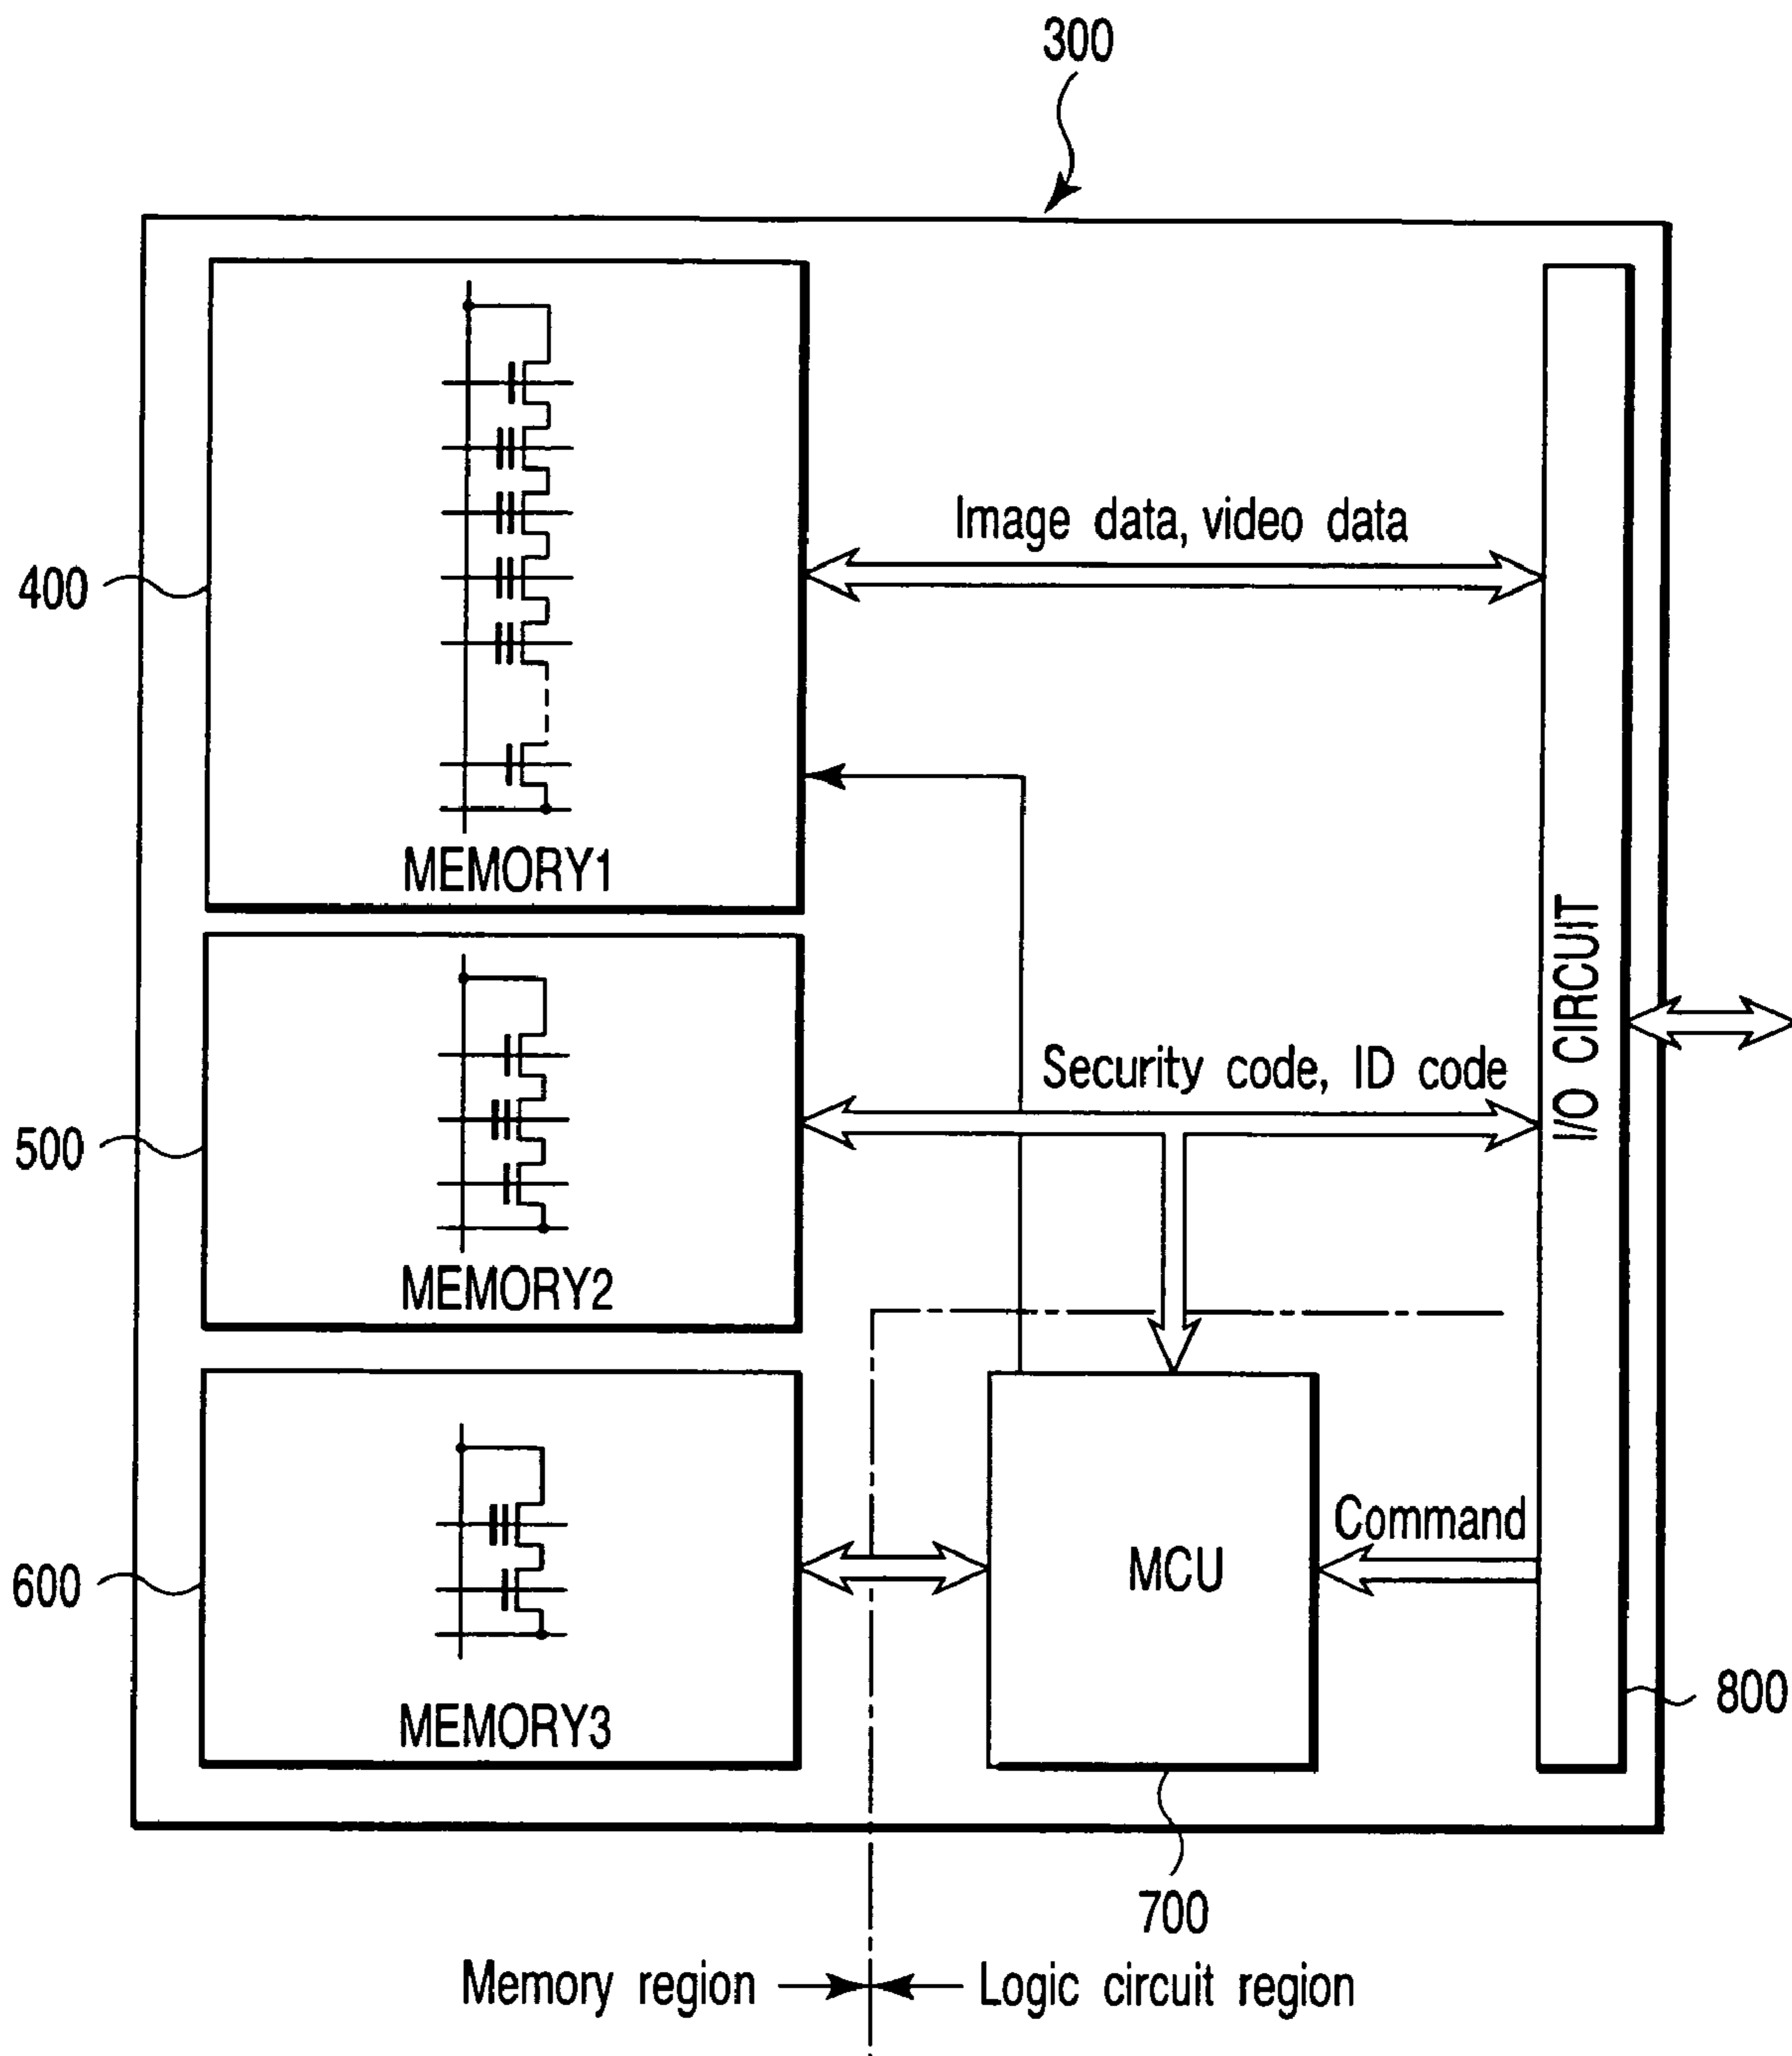 300
Image data, video data
400
MEMORY1
I/O CIRCUIT
Security code, ID code
500
MEMORY2
Command
MCU
600
MEMORY3
800
700
Memory region
Logic circuit region